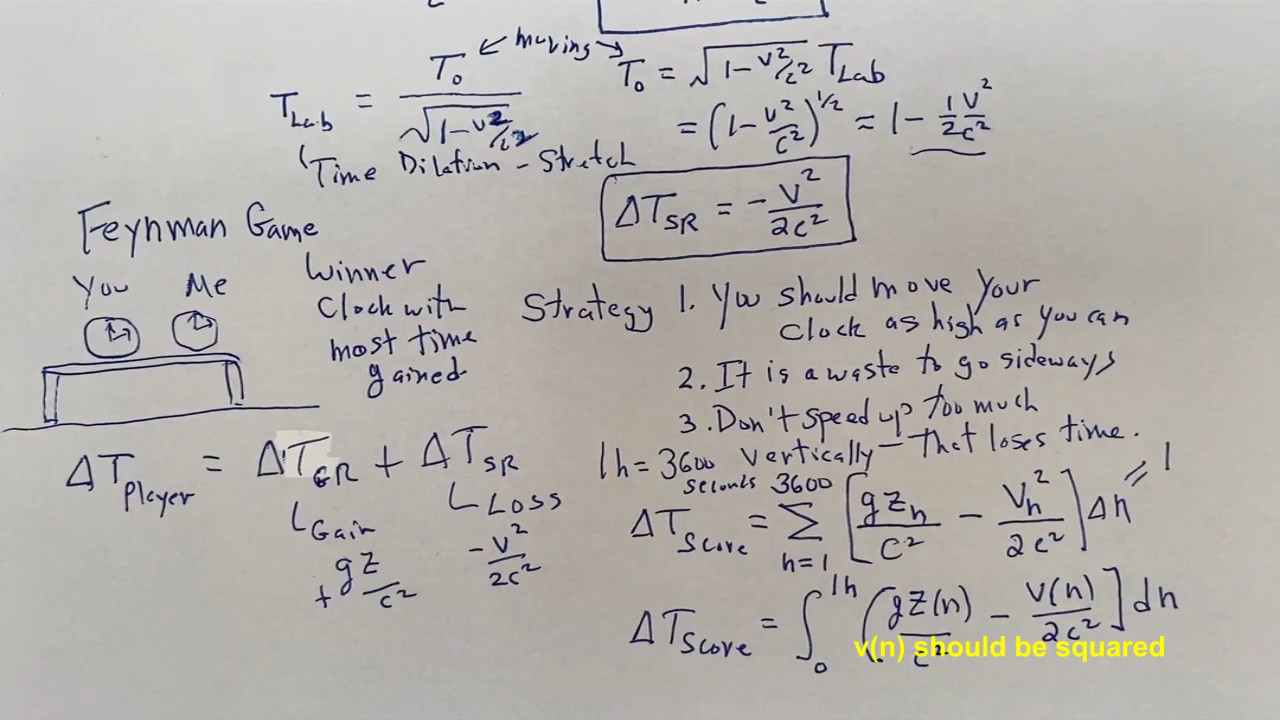 moving
T_Lab = T_0 / √(1 - v²/c²)
T_0 = √(1 - v²/c²) T_Lab
= (1 - v²/c²)^1/2 = 1 - 1/2 v²/c²
Time Dilation - Stretch
ΔT_SR = - v²/2c²
Feynman Game
You Me
Winner
Clock with
most time
gained
Strategy 1. You should move your
clock as high as you can
2. It is a waste to go sideways
3. Don't speed up too much
vertically - that loses time.
ΔT_Player = ΔT_GR + ΔT_SR
Gain
+ gz/c²
Loss
- v²/2c²
1h = 3600
seconds
ΔT_Score = Σ_{n=1}^{3600} [gz_n/c² - v_n²/2c²] Δn = 1
ΔT_Score = ∫_0^{1h} (gz(n)/c² - v(n)/2c²] dn
v(n) should be squared